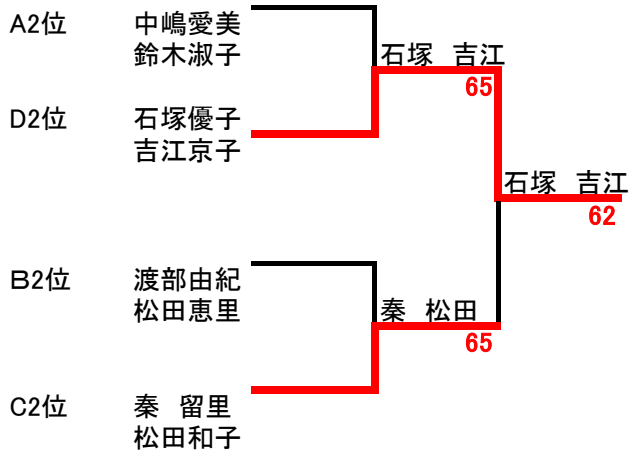 A2位 中嶋愛美
鈴木淑子
石塚 吉江
65
D2位 石塚優子
吉江京子
石塚 吉江
62
B2位 渡部由紀
松田恵里
秦 松田
65
C2位 秦 留里
松田和子